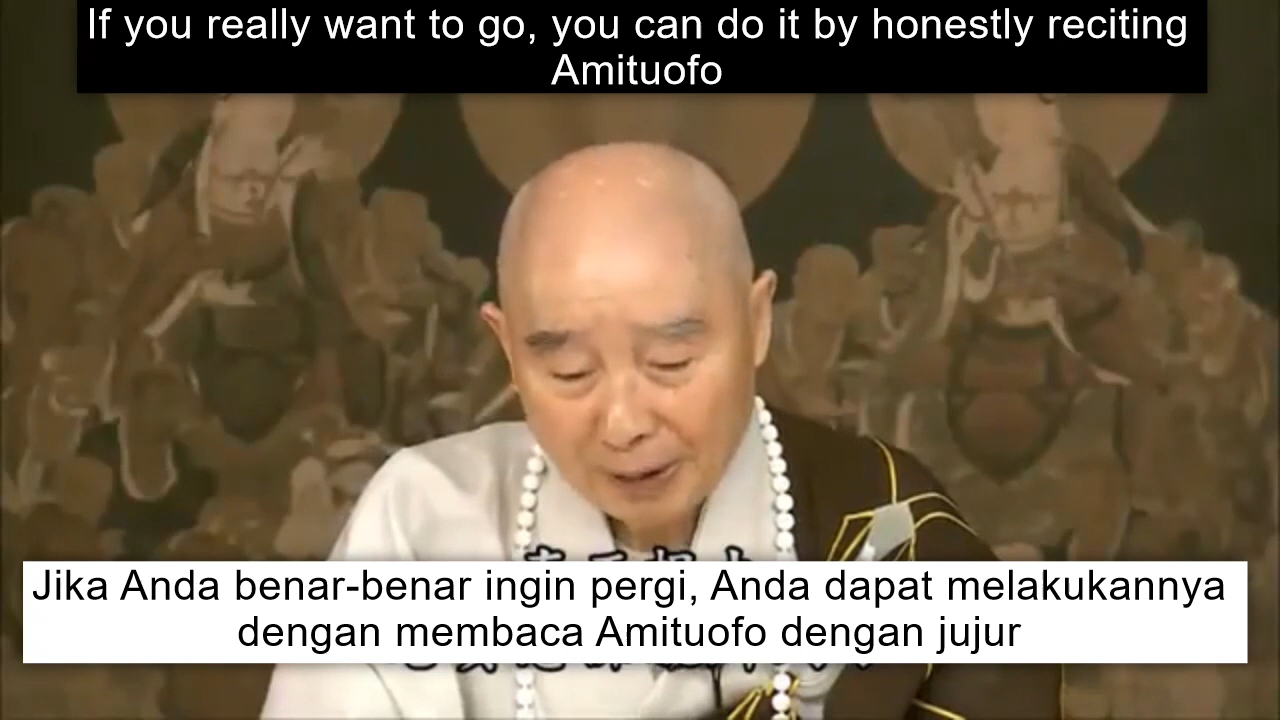 If you really want to go, you can do it by honestly reciting
Amituofo
Jika Anda benar-benar ingin pergi, Anda dapat melakukannya
dengan membaca Amituofo dengan jujur